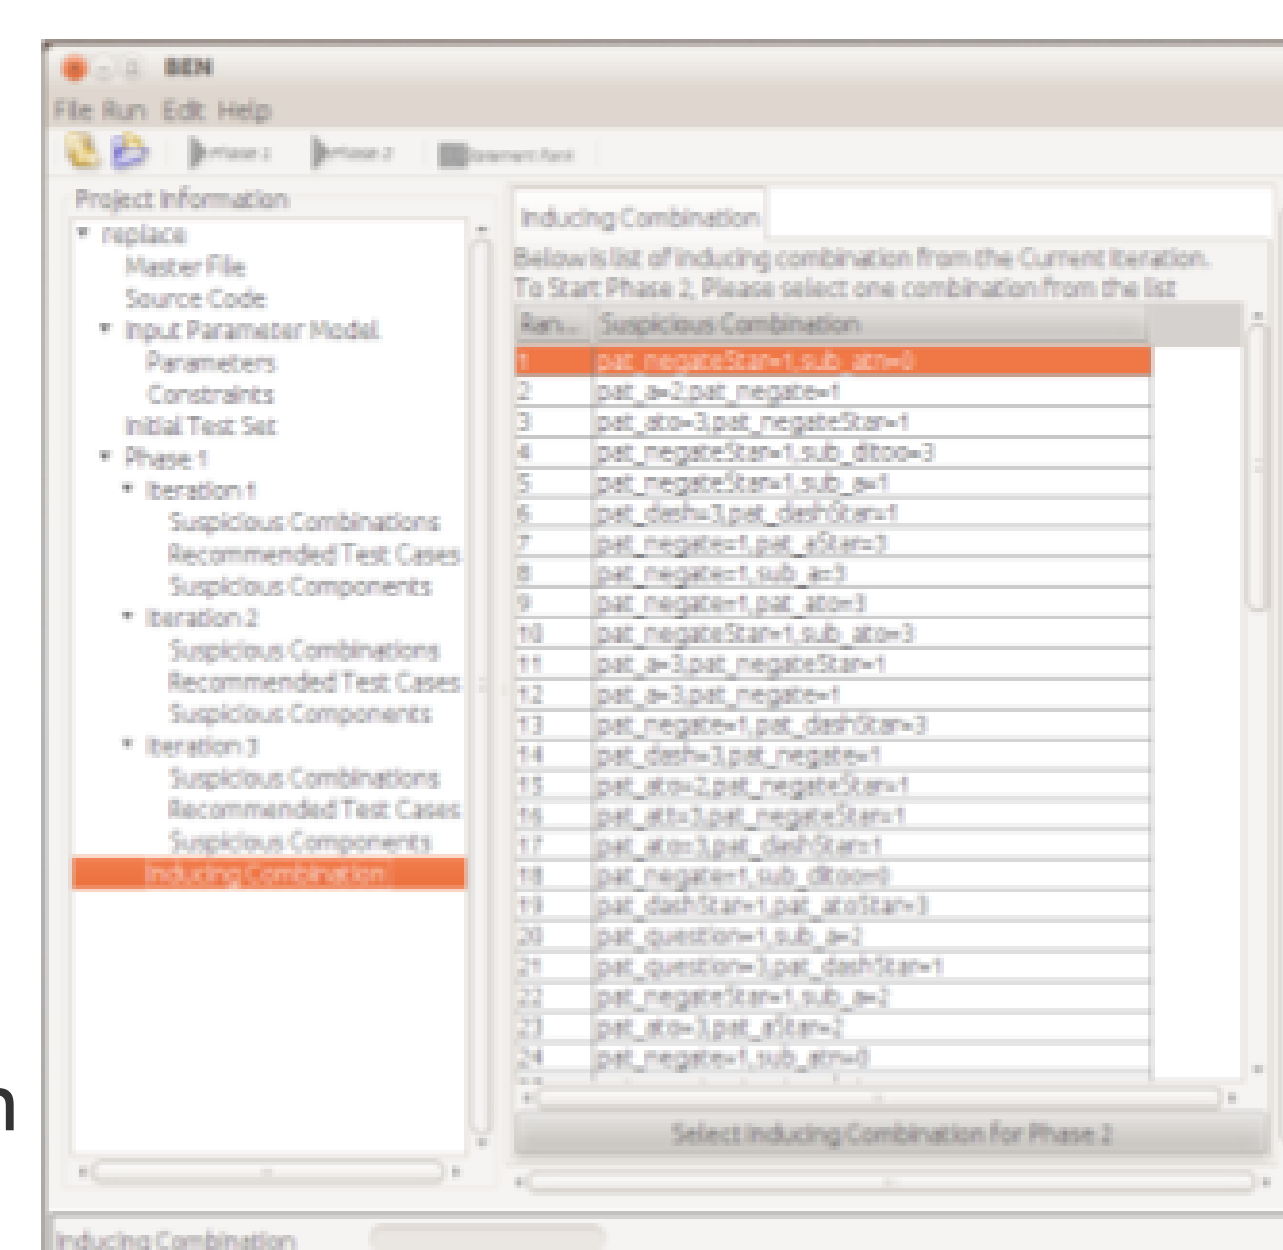 BEN
File Run Edit Help
Phase 1 Phase 2 Statement Rank
Project Information
replace
Master File
Source Code
Input Parameter Model
Parameters
Constraints
Initial Test Set
Phase 1
Iteration 1
Suspicious Combinations
Recommended Test Cases
Suspicious Components
Iteration 2
Suspicious Combinations
Recommended Test Cases
Suspicious Components
Iteration 3
Suspicious Combinations
Recommended Test Cases
Suspicious Components
Inducing Combination
Inducing Combination
Below is list of inducing combination from the Current Iteration.
To Start Phase 2, Please select one combination from the list
Ran... Suspicious Combination
1 pat_negateStar=1,sub_atn=0
2 pat_a=2,pat_negate=1
3 pat_ato=3,pat_negateStar=1
4 pat_negateStar=1,sub_ditoo=3
5 pat_negateStar=1,sub_a=1
6 pat_dash=3,pat_dashStar=1
7 pat_negate=1,pat_aStar=3
8 pat_negate=1,sub_a=3
9 pat_negate=1,pat_ato=3
10 pat_negateStar=1,sub_ato=3
11 pat_a=3,pat_negateStar=1
12 pat_a=3,pat_negate=1
13 pat_negate=1,pat_dashStar=3
14 pat_dash=3,pat_negate=1
15 pat_ato=2,pat_negateStar=1
16 pat_att=3,pat_negateStar=1
17 pat_ato=3,pat_dashStar=1
18 pat_negate=1,sub_ditoo=0
19 pat_dashStar=1,pat_atoStar=3
20 pat_question=1,sub_a=2
21 pat_question=3,pat_dashStar=1
22 pat_negateStar=1,sub_a=2
23 pat_ato=3,pat_aStar=2
24 pat_negate=1,sub_atn=0
Select Inducing Combination for Phase 2
n
Inducing Combination